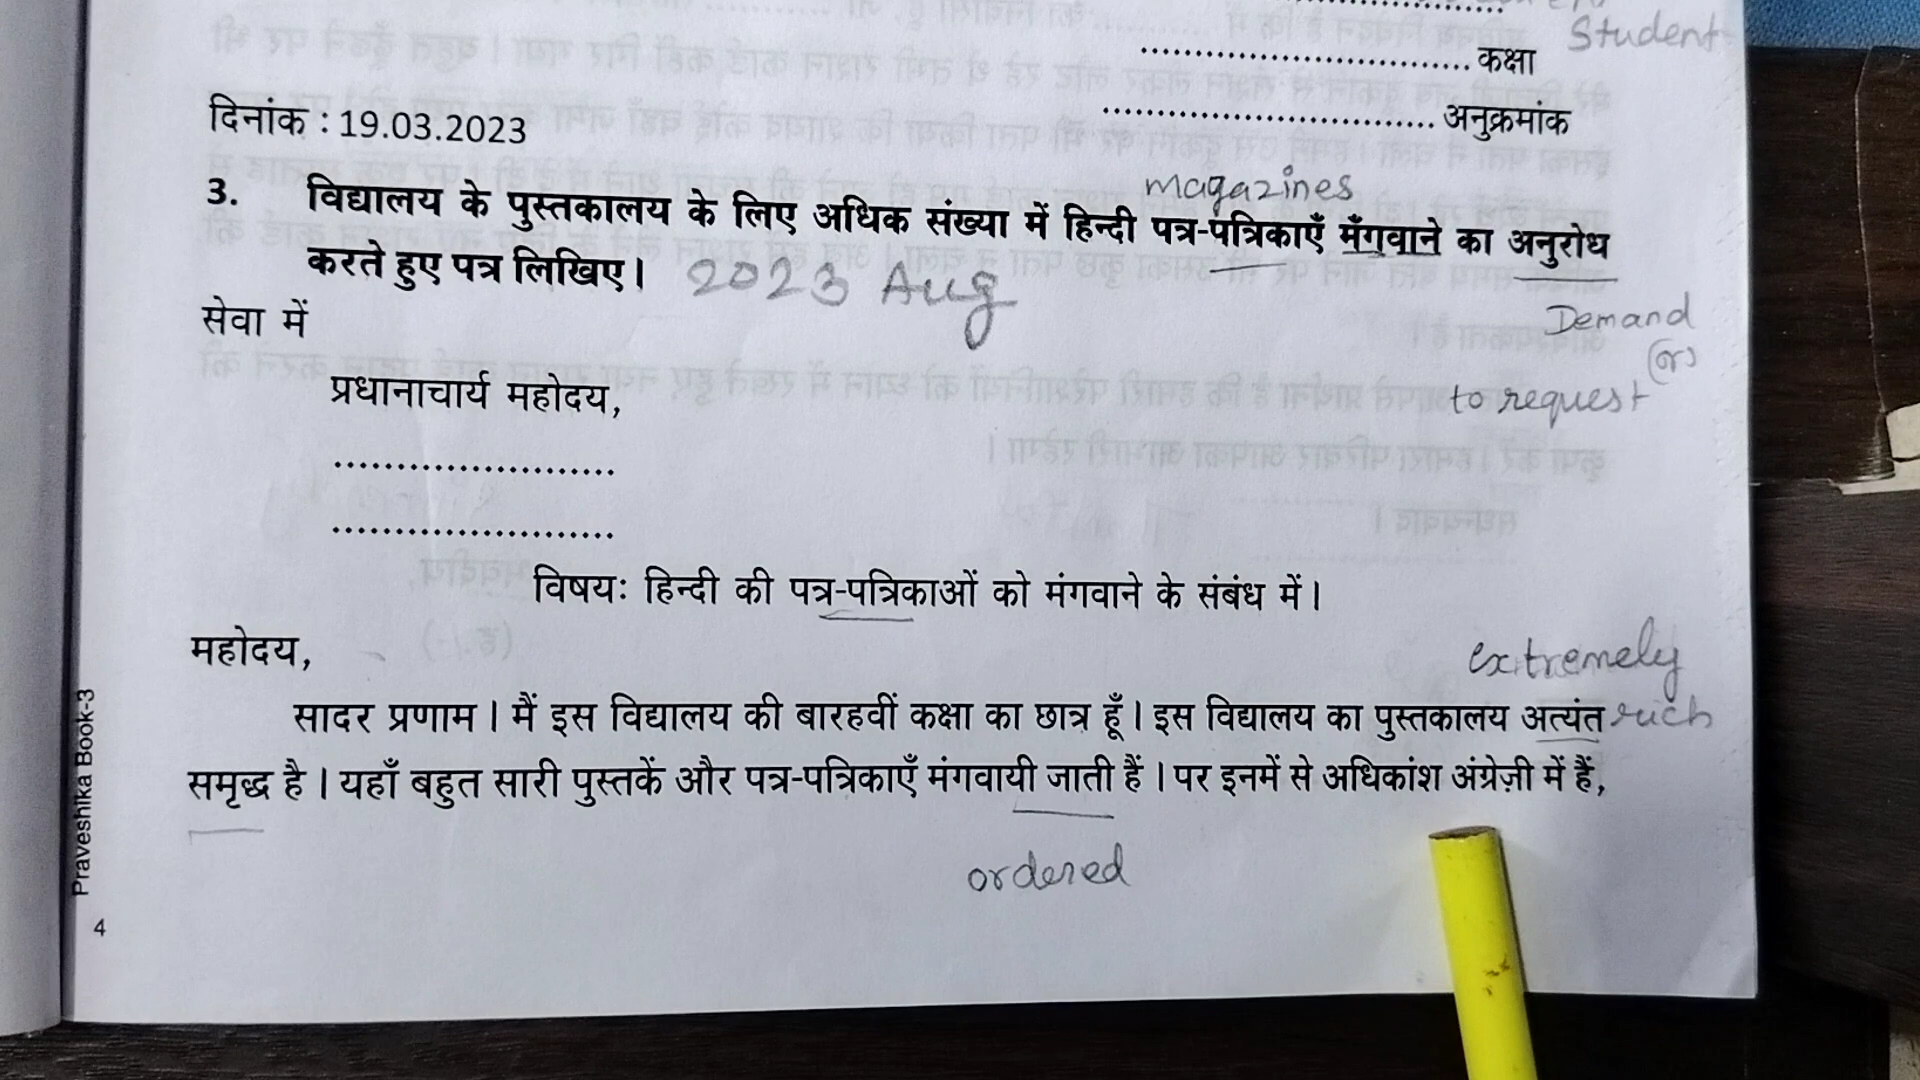 Student
................................ कक्षा
दिनांक : 19.03.2023
................................ अनुक्रमांक
magazines
3. विद्यालय के पुस्तकालय के लिए अधिक संख्या में हिन्दी पत्र-पत्रिकाएँ मँगवाने का अनुरोध
करते हुए पत्र लिखिए। 2023 Aug
सेवा में
Demand
(or)
प्रधानाचार्य महोदय,
to request
.......................
.......................
विषयः हिन्दी की पत्र-पत्रिकाओं को मंगवाने के संबंध में।
महोदय,
extremely
सादर प्रणाम। मैं इस विद्यालय की बारहवीं कक्षा का छात्र हूँ। इस विद्यालय का पुस्तकालय अत्यंत rich
समृद्ध है। यहाँ बहुत सारी पुस्तकें और पत्र-पत्रिकाएँ मंगवायी जाती हैं। पर इनमें से अधिकांश अंग्रेज़ी में हैं,
ordered
Praveshika Book-3
4